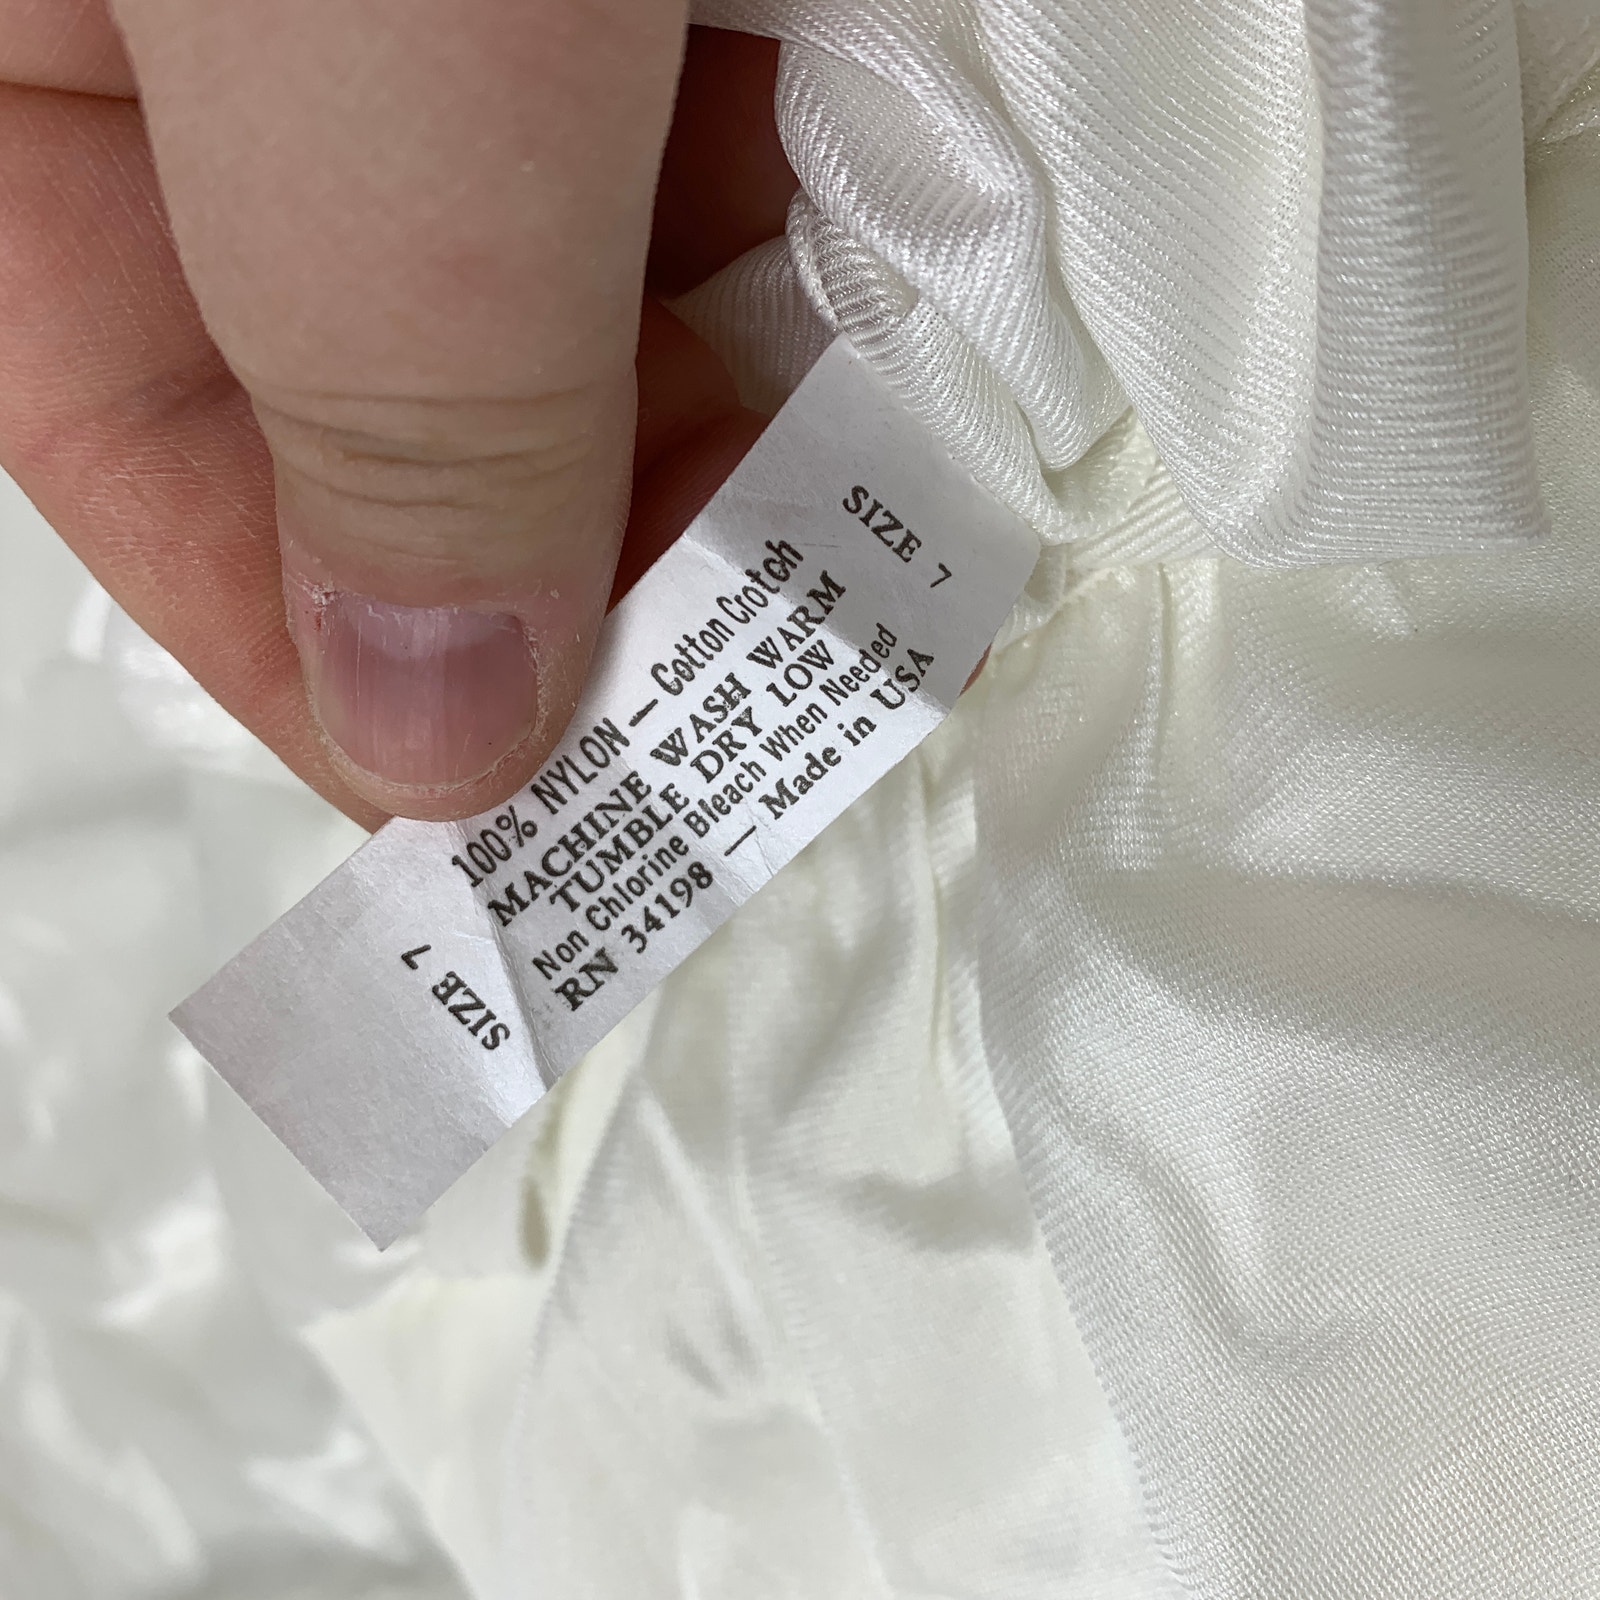 SIZE 7
100% NYLON — Cotton Crotch
MACHINE WASH WARM
TUMBLE DRY LOW
Non Chlorine Bleach When Needed
RN 34198 — Made in USA
SIZE 7